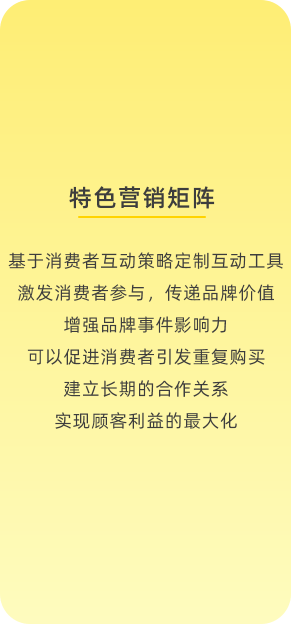 特色营销矩阵
基于消费者互动策略定制互动工具
激发消费者参与，传递品牌价值
增强品牌事件影响力
可以促进消费者引发重复购买
建立长期的合作关系
实现顾客利益的最大化